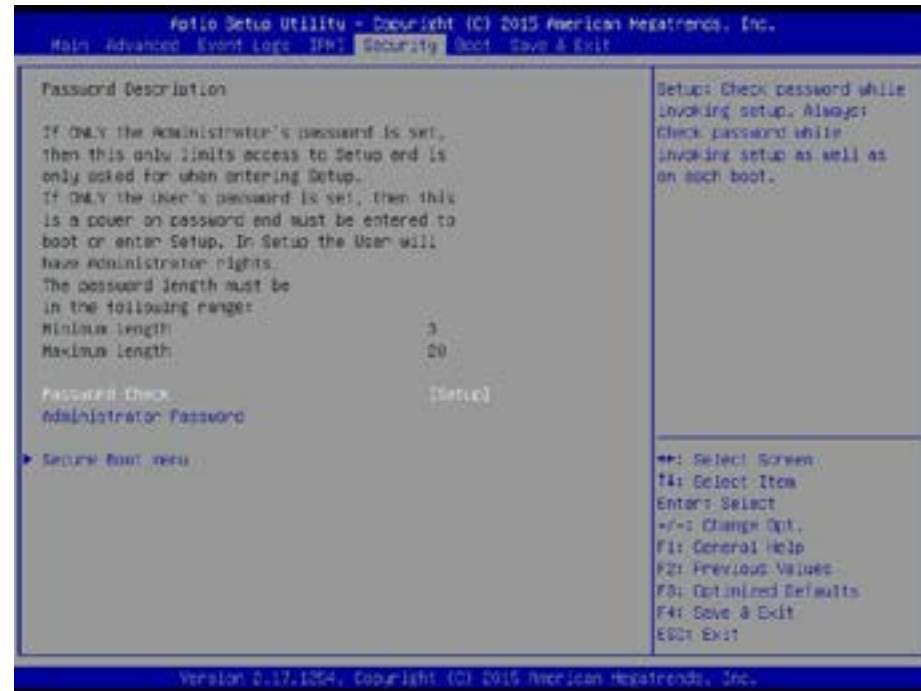 Aptio Setup Utility - Copyright (C) 2015 American Megatrends, Inc.
Main Advanced Event Logs IPMI Security Boot Save & Exit
Password Description
If ONLY the Administrator's password is set,
then this only limits access to Setup and is
only asked for when entering Setup.
If ONLY the User's password is set, then this
is a power on password and must be entered to
boot or enter Setup. In Setup the User will
have Administrator rights.
The password length must be
in the following range:
Minimum length 3
Maximum length 20
Password Check [Setup]
Administrator Password
Secure Boot menu
Setup: Check password while
invoking setup. Always:
Check password while
invoking setup as well as
on each boot.
↔: Select Screen
↑↓: Select Item
Enter: Select
+/-: Change Opt.
F1: General Help
F2: Previous Values
F3: Optimized Defaults
F4: Save & Exit
ESC: Exit
Version 2.17.1254. Copyright (C) 2015 American Megatrends, Inc.